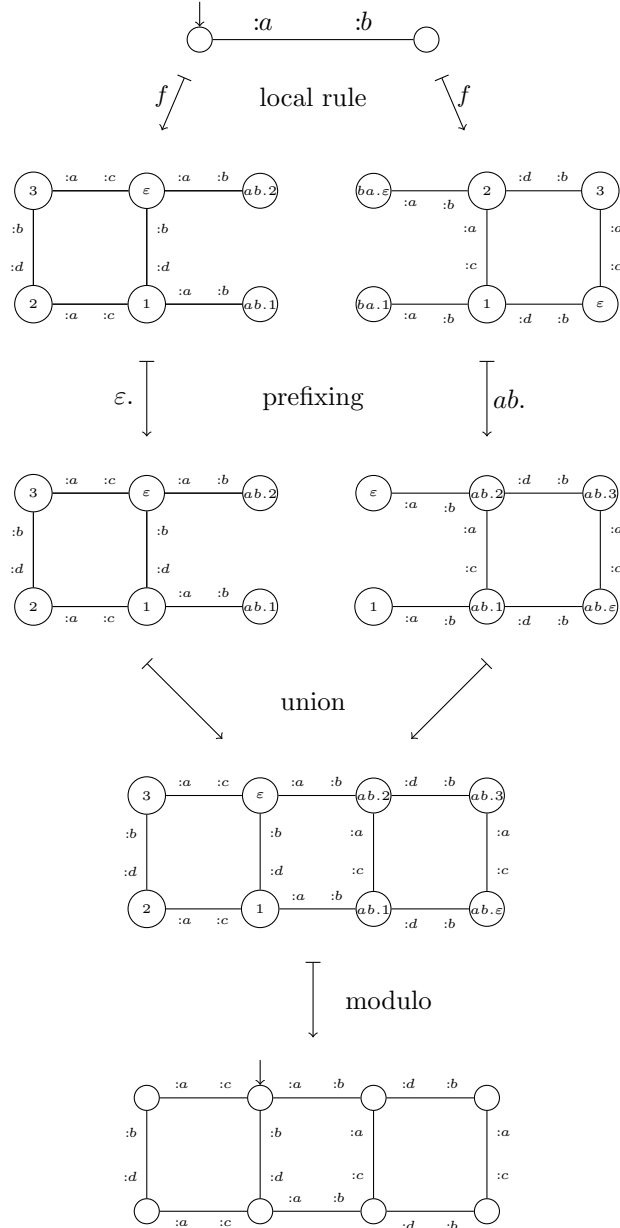 :a :b
f local rule f
3 :a :c ε :a :b ab.2 ba.ε :a :b 2 :d :b 3
:b :b :a :a
:d :d :c :c
2 :a :c 1 :a :b ab.1 ba.1 :a :b 1 :d :b ε
ε. prefixing ab.
3 :a :c ε :a :b ab.2 ε :a :b ab.2 :d :b ab.3
:b :b :a :a
:d :d :c :c
2 :a :c 1 :a :b ab.1 1 :a :b ab.1 :d :b ab.ε
union
3 :a :c ε :a :b ab.2 :d :b ab.3
:b :b :a :a
:d :d :c :c
2 :a :c 1 :a :b ab.1 :d :b ab.ε
modulo
:a :c :a :b :d :b
:b :b :a :a
:d :d :c :c
:a :c :a :b :d :b